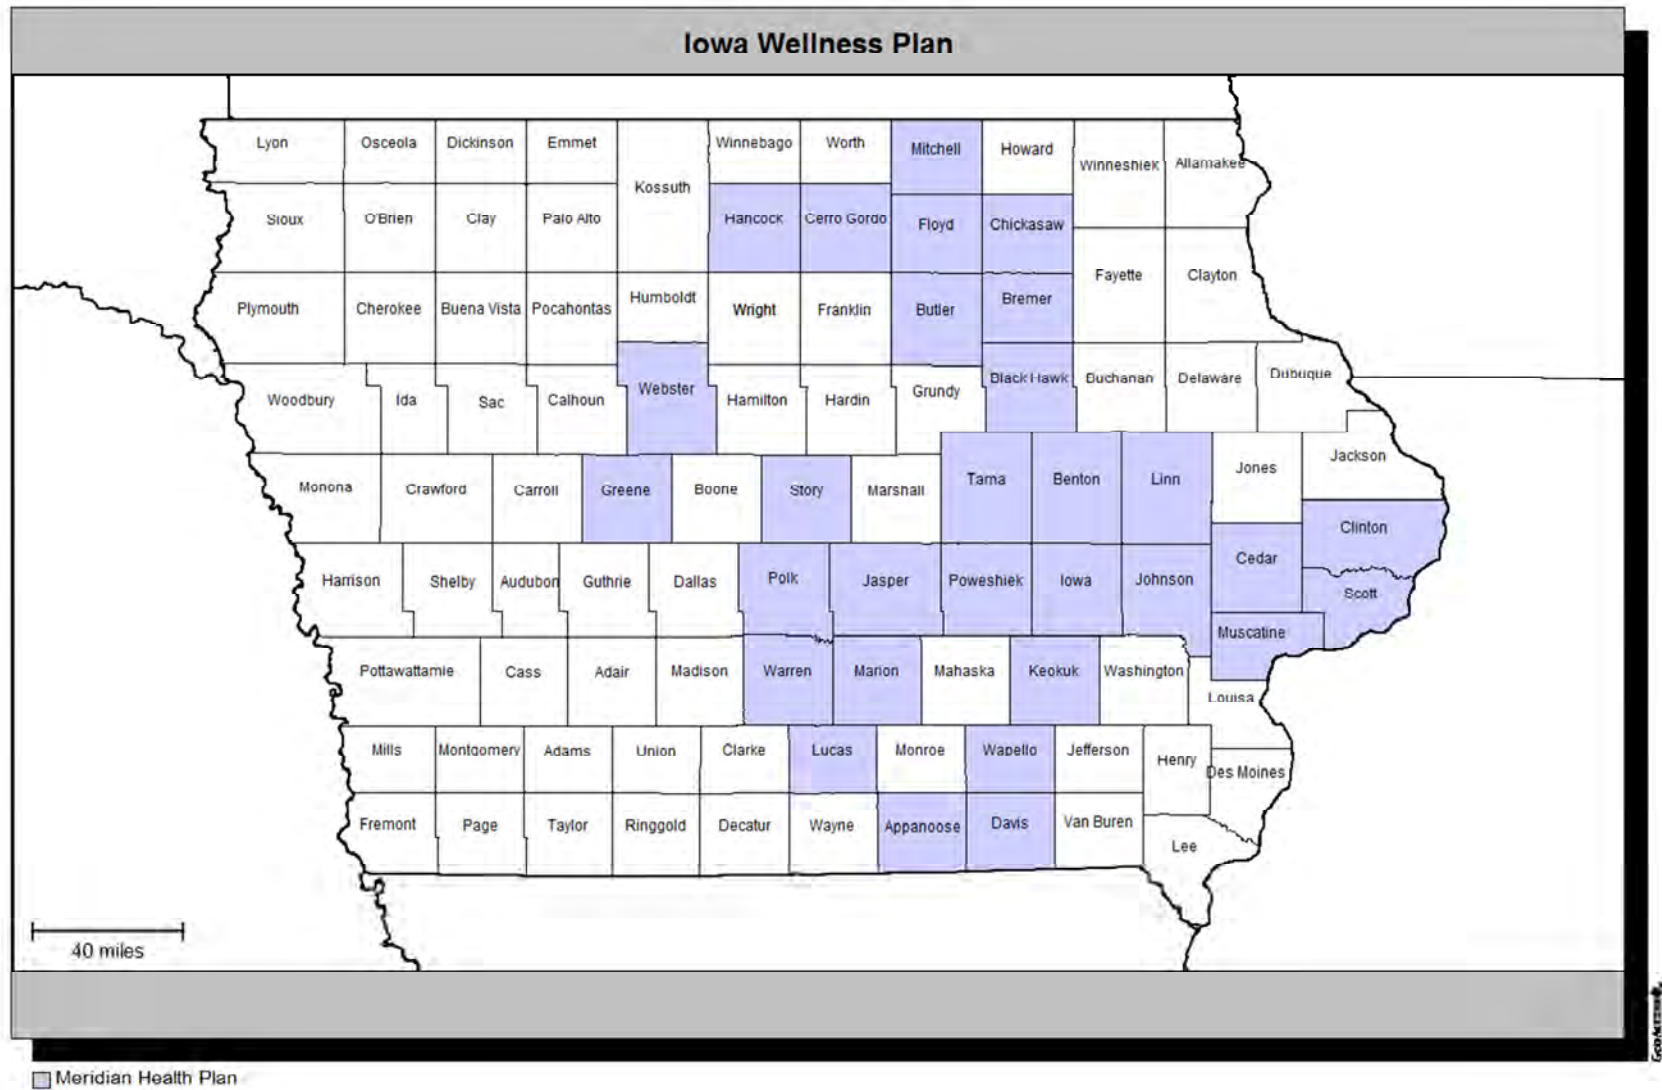 Iowa Wellness Plan
Lyon
Osceola
Dickinson
Emmet
Kossuth
Winnebago
Worth
Mitchell
Howard
Winneshiek
Allamakee
Sioux
O'Brien
Clay
Palo Alto
Hancock
Cerro Gordo
Floyd
Chickasaw
Fayette
Clayton
Plymouth
Cherokee
Buena Vista
Pocahontas
Humboldt
Wright
Franklin
Butler
Bremer
Woodbury
Ida
Sac
Calhoun
Webster
Hamilton
Hardin
Grundy
Black Hawk
Buchanan
Delaware
Dubuque
Monona
Crawford
Carroll
Greene
Boone
Story
Marshall
Tama
Benton
Linn
Jones
Jackson
Clinton
Harrison
Shelby
Audubon
Guthrie
Dallas
Polk
Jasper
Poweshiek
Iowa
Johnson
Cedar
Scott
Muscatine
Pottawattamie
Cass
Adair
Madison
Warren
Marion
Mahaska
Keokuk
Washington
Louisa
Mills
Montgomery
Adams
Union
Clarke
Lucas
Monroe
Wapello
Jefferson
Henry
Des Moines
Fremont
Page
Taylor
Ringgold
Decatur
Wayne
Appanoose
Davis
Van Buren
Lee
40 miles
Meridian Health Plan